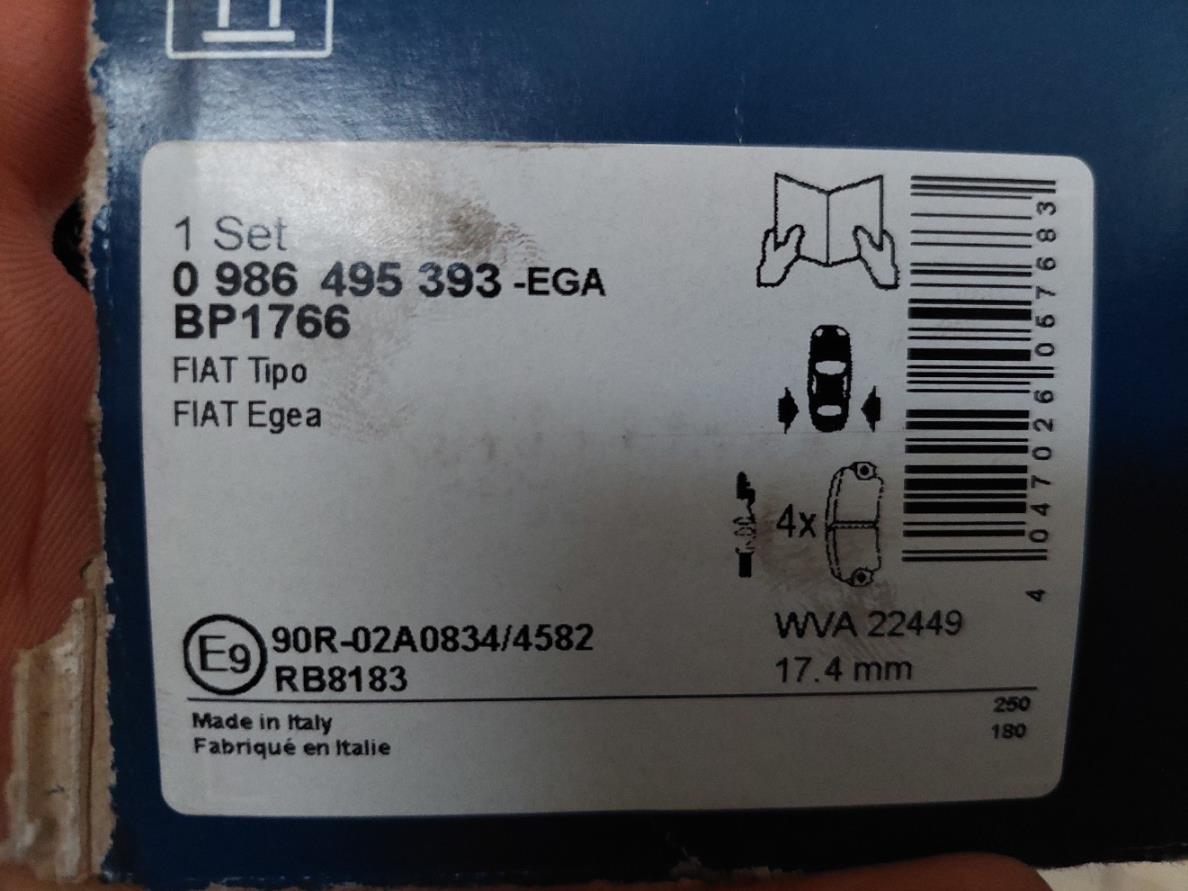 1 Set
0 986 495 393 -EGA
BP1766
FIAT Tipo
FIAT Egea
4x
4 047026 057683
E9
90R-02A0834/4582
RB8183
WVA 22449
17.4 mm
Made in Italy
Fabriqué en Italie
250
180